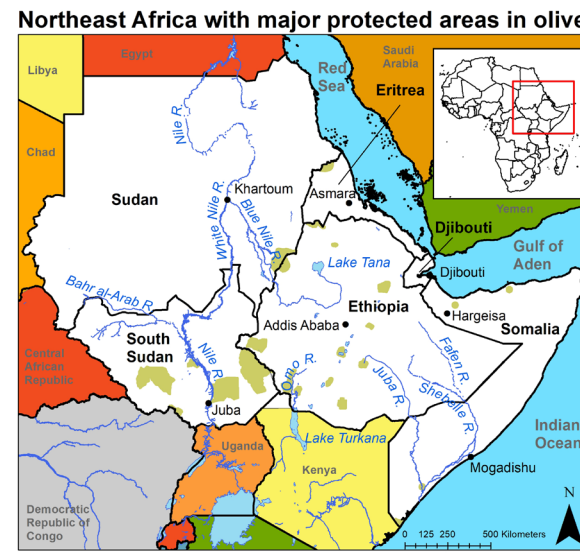 Northeast Africa with major protected areas in olive
Egypt
Saudi
Arabia
Libya
Red
Sea
Eritrea
Nile R.
Chad
Khartoum
Asmara
Sudan
White Nile R.
Blue Nile R.
Yemen
Djibouti
Gulf of
Aden
Lake Tana
Djibouti
Bahr al-Arab R.
Ethiopia
Hargeisa
Addis Ababa
Somalia
South
Sudan
Nile R.
Omo R.
Fafen R.
Central
African
Republic
Juba R.
Shebelle R.
Juba
Indian
Ocean
Lake Turkana
Uganda
Kenya
Mogadishu
Democratic
Republic of
Congo
N
0 125 250 500 Kilometers